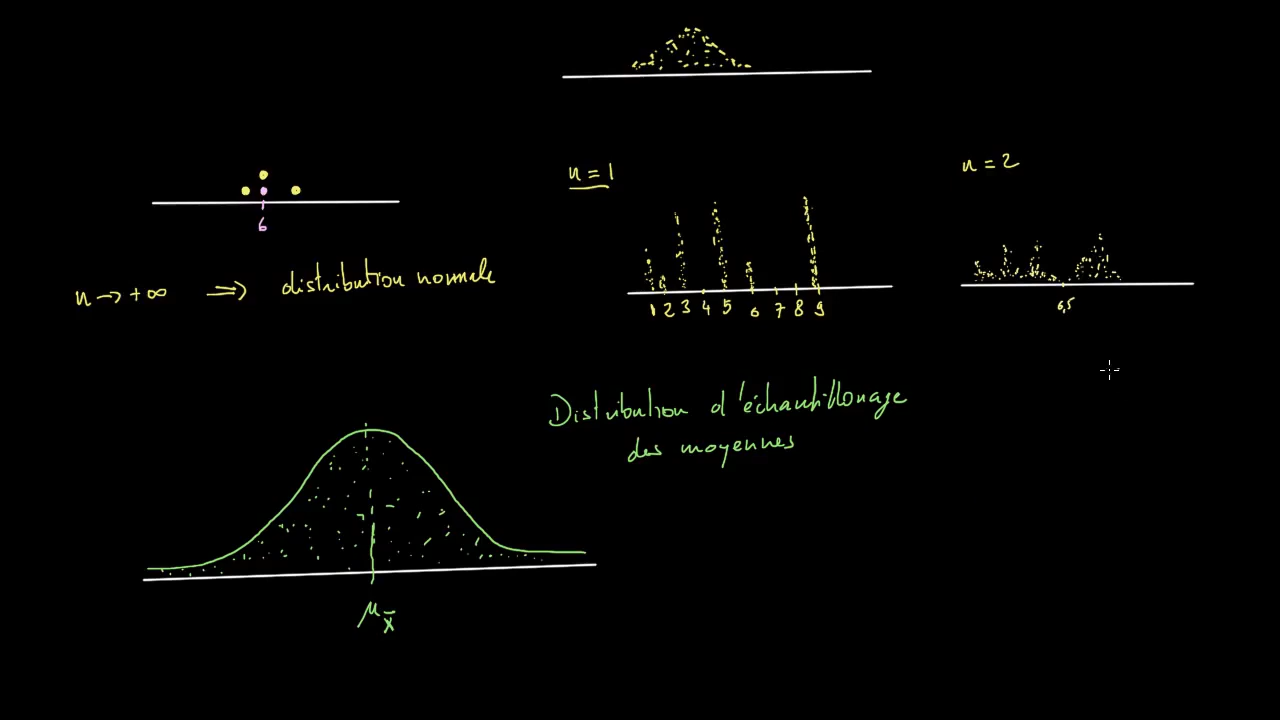 n = 1
n = 2
6
n → +∞ ⇒ distribution normale
1 2 3 4 5 6 7 8 9
6,5
Distribution d'échantillonage
des moyennes
μx̄